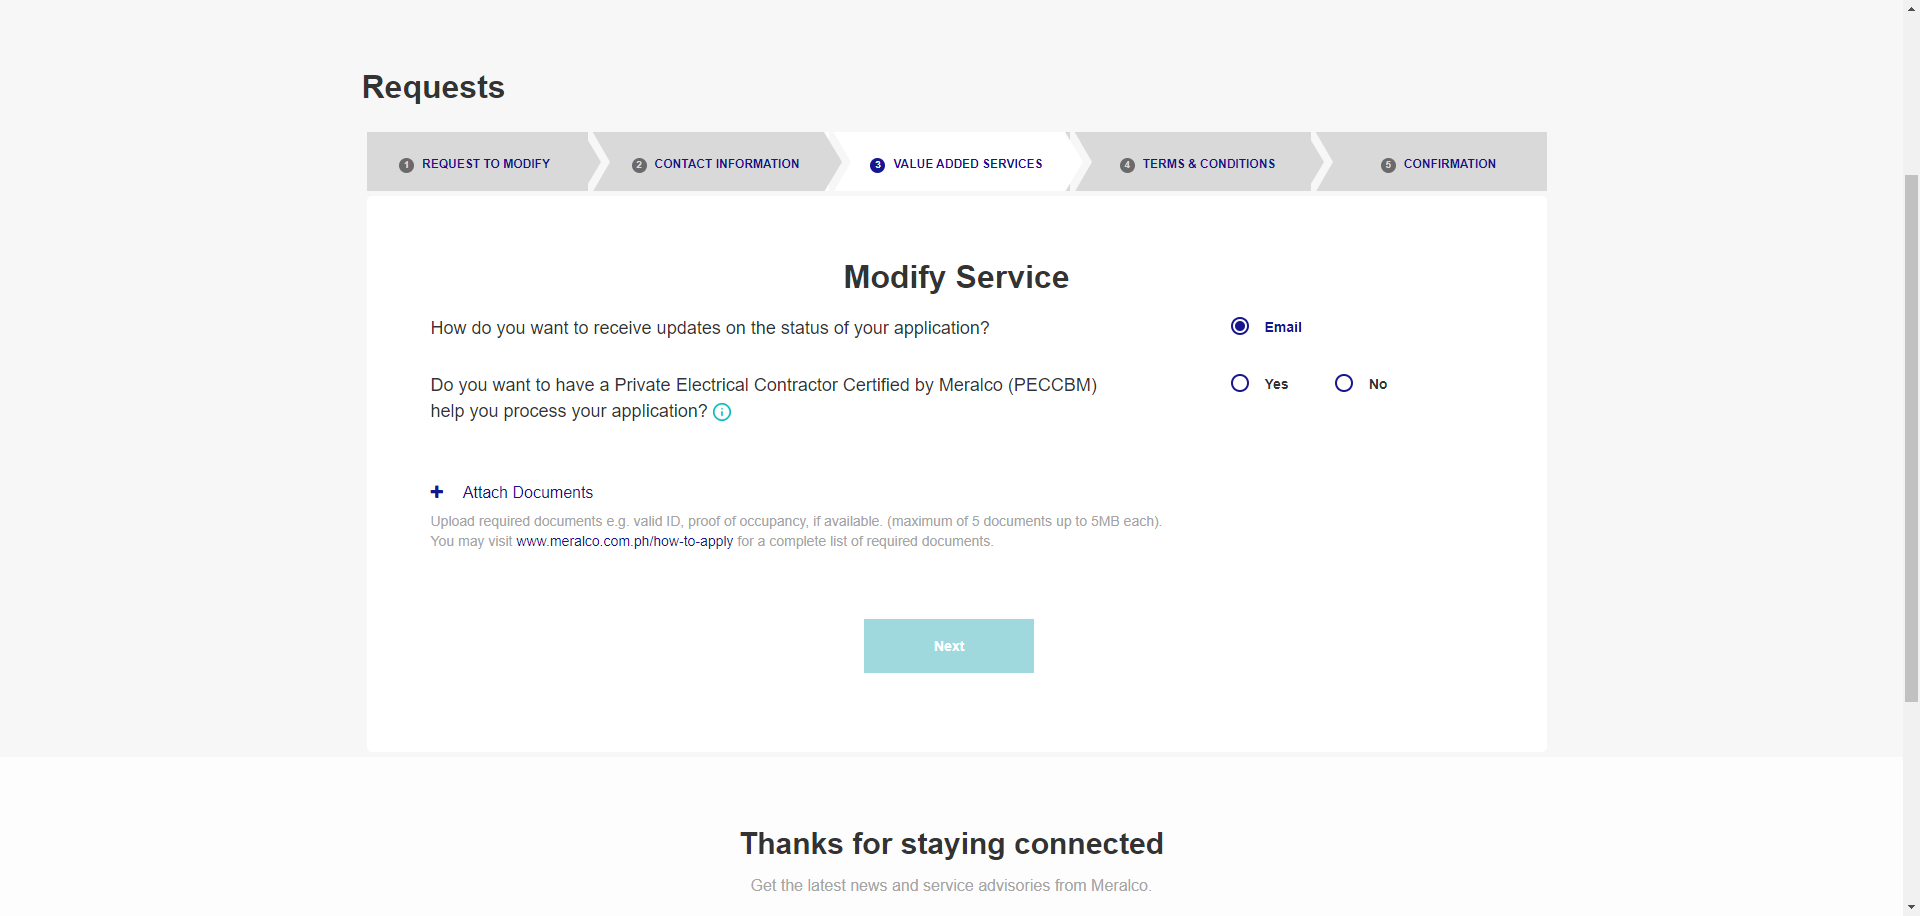 Requests
1 REQUEST TO MODIFY
2 CONTACT INFORMATION
3 VALUE ADDED SERVICES
4 TERMS & CONDITIONS
5 CONFIRMATION
Modify Service
How do you want to receive updates on the status of your application?
Email
Do you want to have a Private Electrical Contractor Certified by Meralco (PECCBM)
help you process your application?
Yes
No
+ Attach Documents
Upload required documents e.g. valid ID, proof of occupancy, if available. (maximum of 5 documents up to 5MB each).
You may visit www.meralco.com.ph/how-to-apply for a complete list of required documents.
Next
Thanks for staying connected
Get the latest news and service advisories from Meralco.